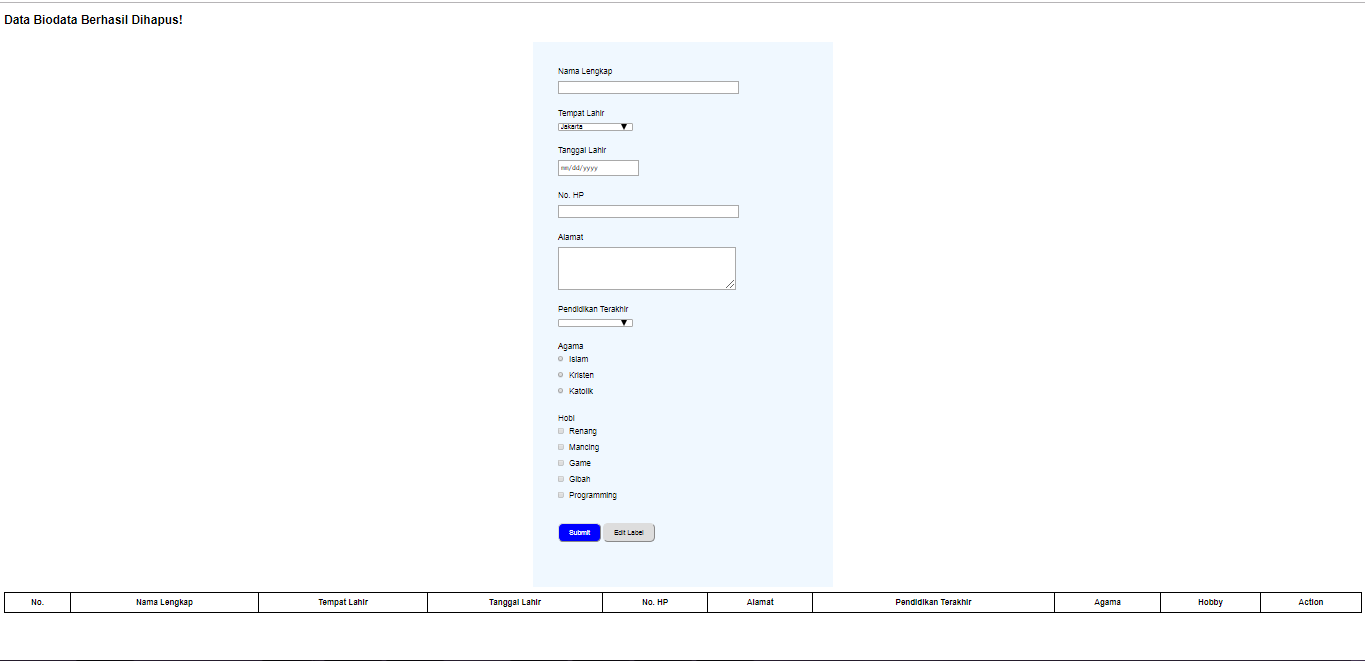 Data Biodata Berhasil Dihapus!
Nama Lengkap
Tempat Lahir
Jakarta
Tanggal Lahir
mm/dd/yyyy
No. HP
Alamat
Pendidikan Terakhir
Agama
Islam
Kristen
Katolik
Hobi
Renang
Mancing
Game
Gibah
Programming
Submit Edit Label
No. Nama Lengkap Tempat Lahir Tanggal Lahir No. HP Alamat Pendidikan Terakhir Agama Hobby Action